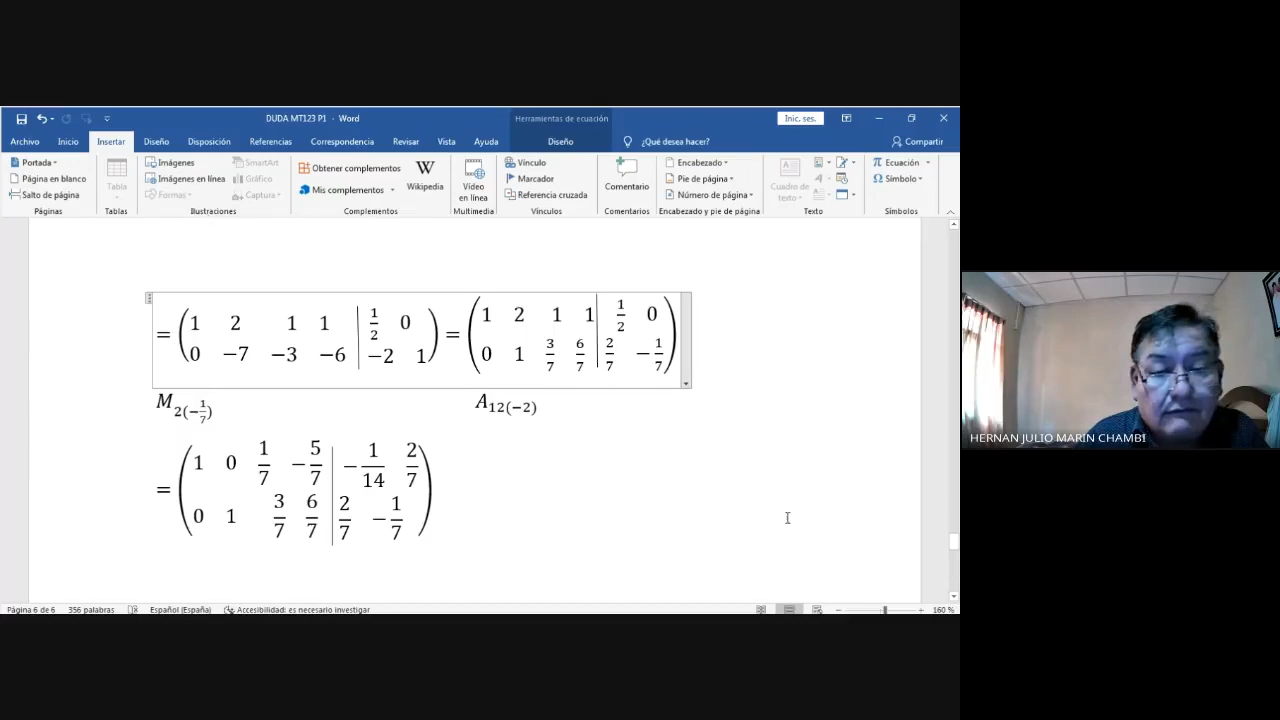 DUDA MT123 P1 - Word
Herramientas de ecuación
Inic. ses.
Archivo Inicio Insertar Diseño Disposición Referencias Correspondencia Revisar Vista Ayuda Diseño ¿Qué desea hacer? Compartir
Portada
Página en blanco
Salto de página
Páginas
Tabla
Tablas
Imágenes
Imágenes en línea
Formas
SmartArt
Gráfico
Captura
Ilustraciones
Obtener complementos
Mis complementos
Wikipedia
Complementos
Vídeo
en línea
Multimedia
Vínculo
Marcador
Referencia cruzada
Vínculos
Comentario
Comentarios
Encabezado
Pie de página
Número de página
Encabezado y pie de página
Cuadro de
texto
Texto
Ecuación
Símbolo
Símbolos
= (1 2 1 1 | 1/2 0
0 −7 −3 −6 | −2 1) = (1 2 1 1 | 1/2 0
0 1 3/7 6/7 | 2/7 −1/7)
M2(−1/7) A12(−2)
= (1 0 1/7 −5/7 | −1/14 2/7
0 1 3/7 6/7 | 2/7 −1/7)
HERNAN JULIO MARIN CHAMBI
Página 6 de 6 356 palabras Español (España) Accesibilidad: es necesario investigar 160 %